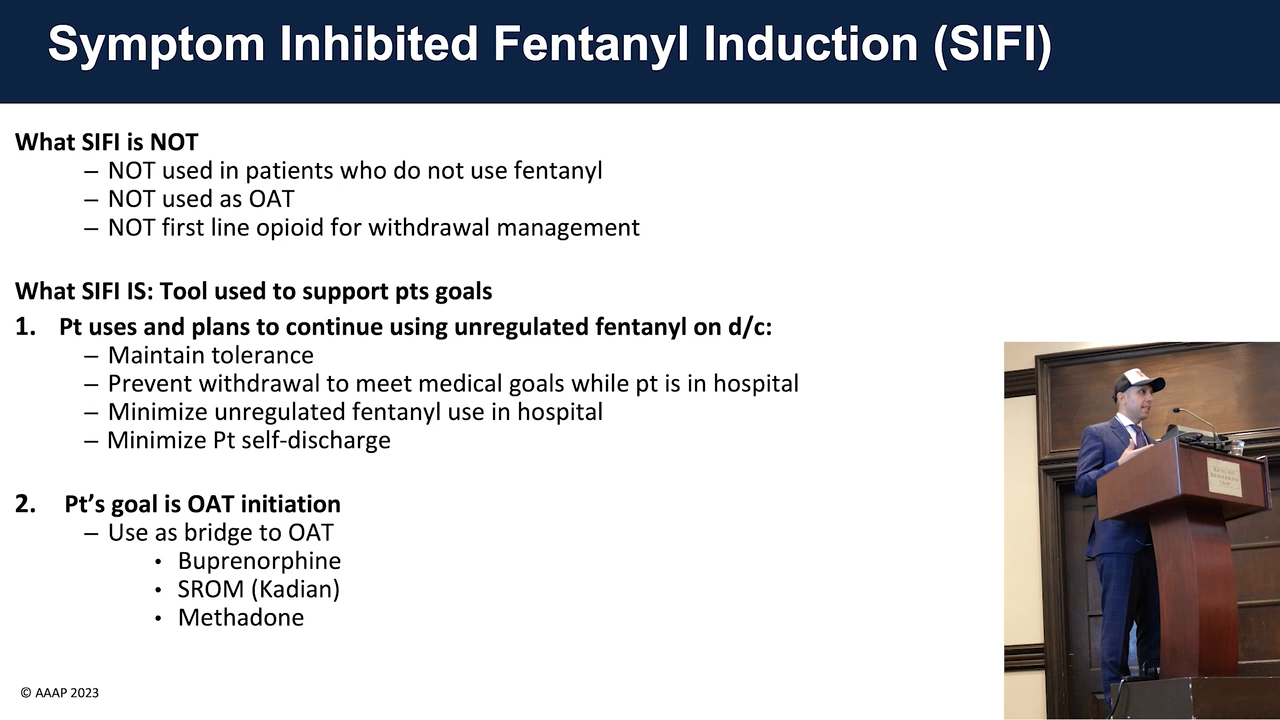 Symptom Inhibited Fentanyl Induction (SIFI)
What SIFI is NOT
– NOT used in patients who do not use fentanyl
– NOT used as OAT
– NOT first line opioid for withdrawal management
What SIFI IS: Tool used to support pts goals
1. Pt uses and plans to continue using unregulated fentanyl on d/c:
– Maintain tolerance
– Prevent withdrawal to meet medical goals while pt is in hospital
– Minimize unregulated fentanyl use in hospital
– Minimize Pt self-discharge
2. Pt’s goal is OAT initiation
– Use as bridge to OAT
• Buprenorphine
• SROM (Kadian)
• Methadone
© AAAP 2023